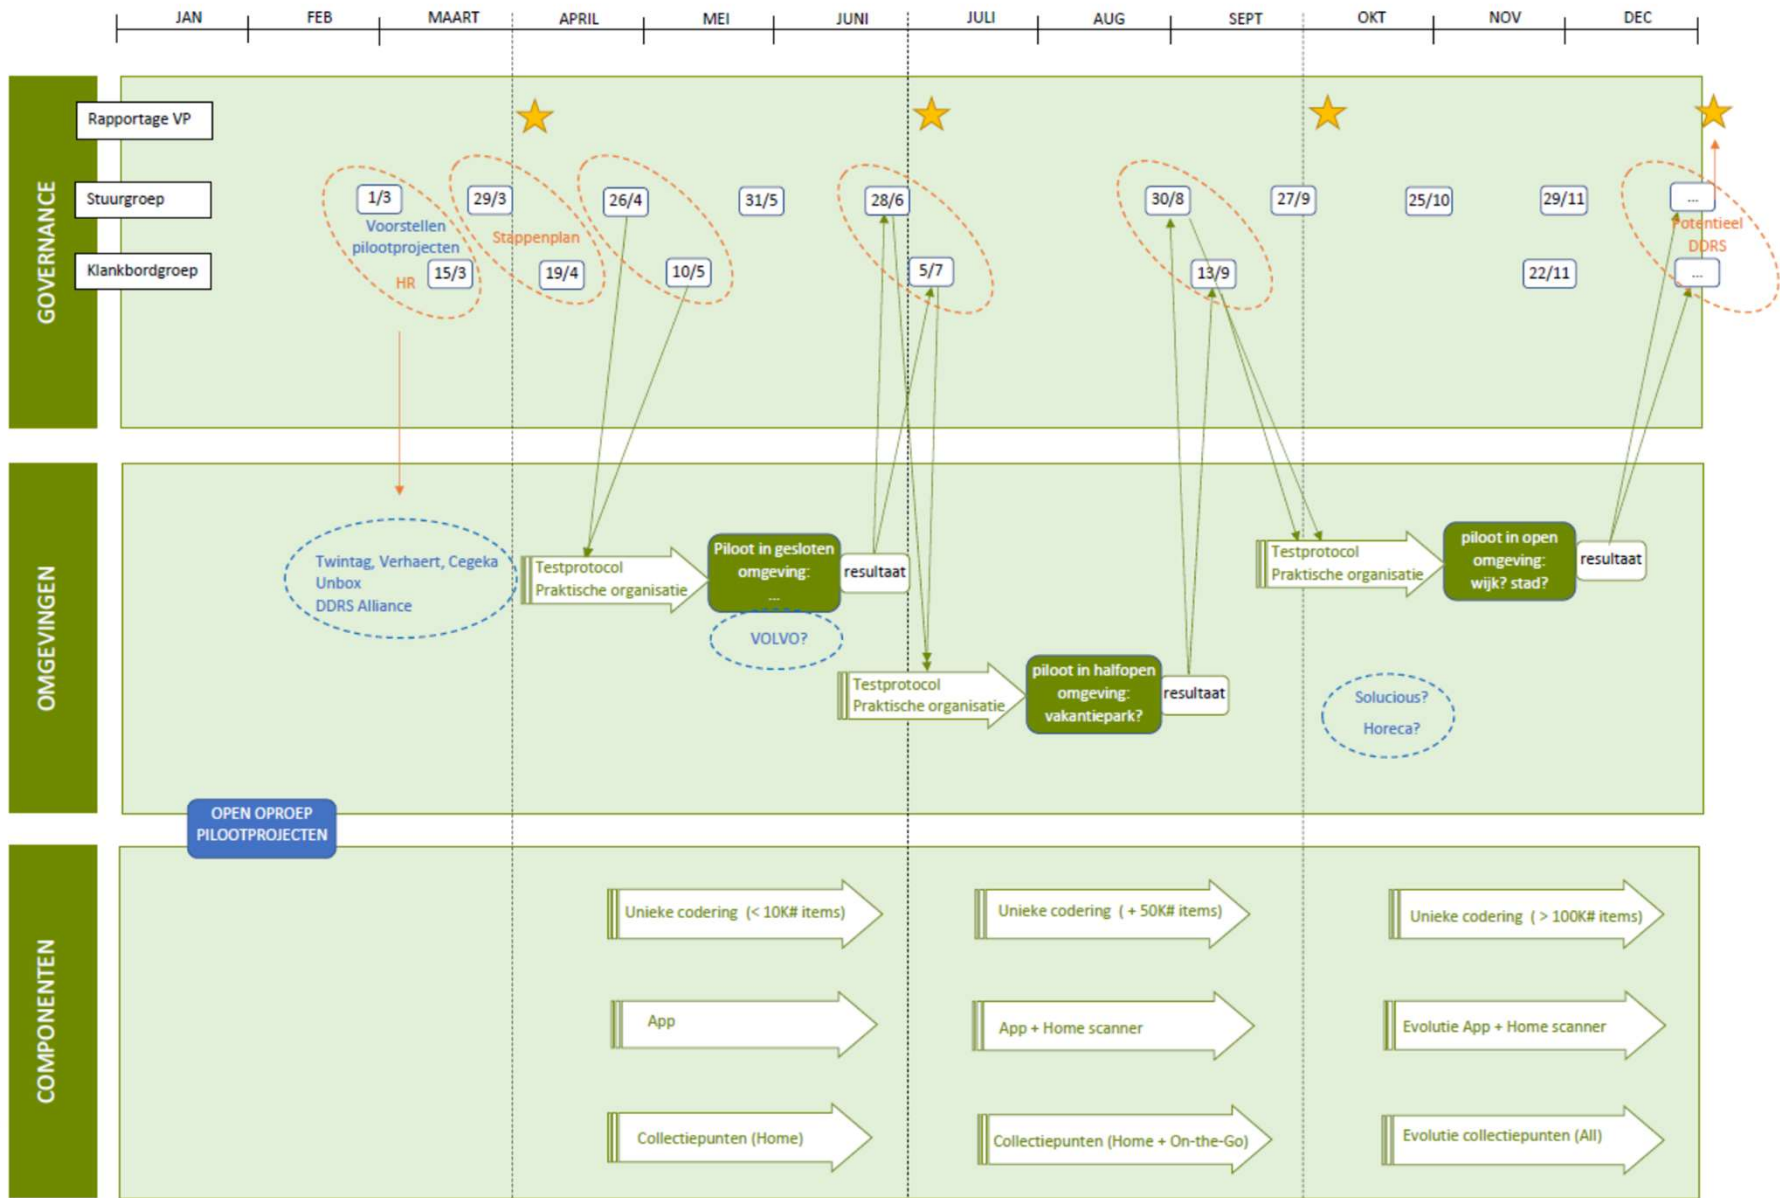 JAN FEB MAART APRIL MEI JUNI JULI AUG SEPT OKT NOV DEC
GOVERNANCE
Rapportage VP
Stuurgroep
1/3 29/3 26/4 31/5 28/6 30/8 27/9 25/10 29/11 ...
Voorstellen
pilootprojecten
HR
Stappenplan
Potentieel
DDRS
Klankbordgroep
15/3 19/4 10/5 5/7 13/9 22/11 ...
OMGEVINGEN
Twintag, Verhaert, Cegeka
Unbox
DDRS Alliance
Testprotocol
Praktische organisatie
Piloot in gesloten
omgeving:
...
resultaat
VOLVO?
Testprotocol
Praktische organisatie
piloot in halfopen
omgeving:
vakantiepark?
resultaat
Testprotocol
Praktische organisatie
piloot in open
omgeving:
wijk? stad?
resultaat
Solucious?
Horeca?
OPEN OPROEP
PILOOTPROJECTEN
COMPONENTEN
Unieke codering (< 10K# items)
Unieke codering ( + 50K# items)
Unieke codering ( > 100K# items)
App
App + Home scanner
Evolutie App + Home scanner
Collectiepunten (Home)
Collectiepunten (Home + On-the-Go)
Evolutie collectiepunten (All)